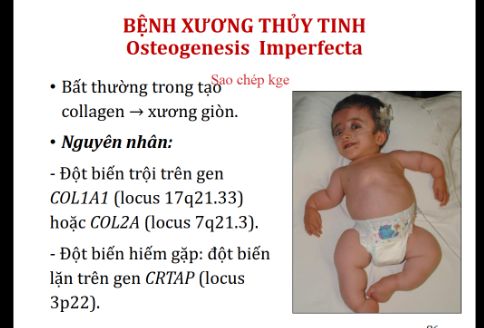 BỆNH XƯƠNG THỦY TINH
Osteogenesis Imperfecta
Sao chép kge
• Bất thường trong tạo
collagen → xương giòn.
• Nguyên nhân:
- Đột biến trội trên gen
COL1A1 (locus 17q21.33)
hoặc COL2A (locus 7q21.3).
- Đột biến hiếm gặp: đột biến
lặn trên gen CRTAP (locus
3p22).